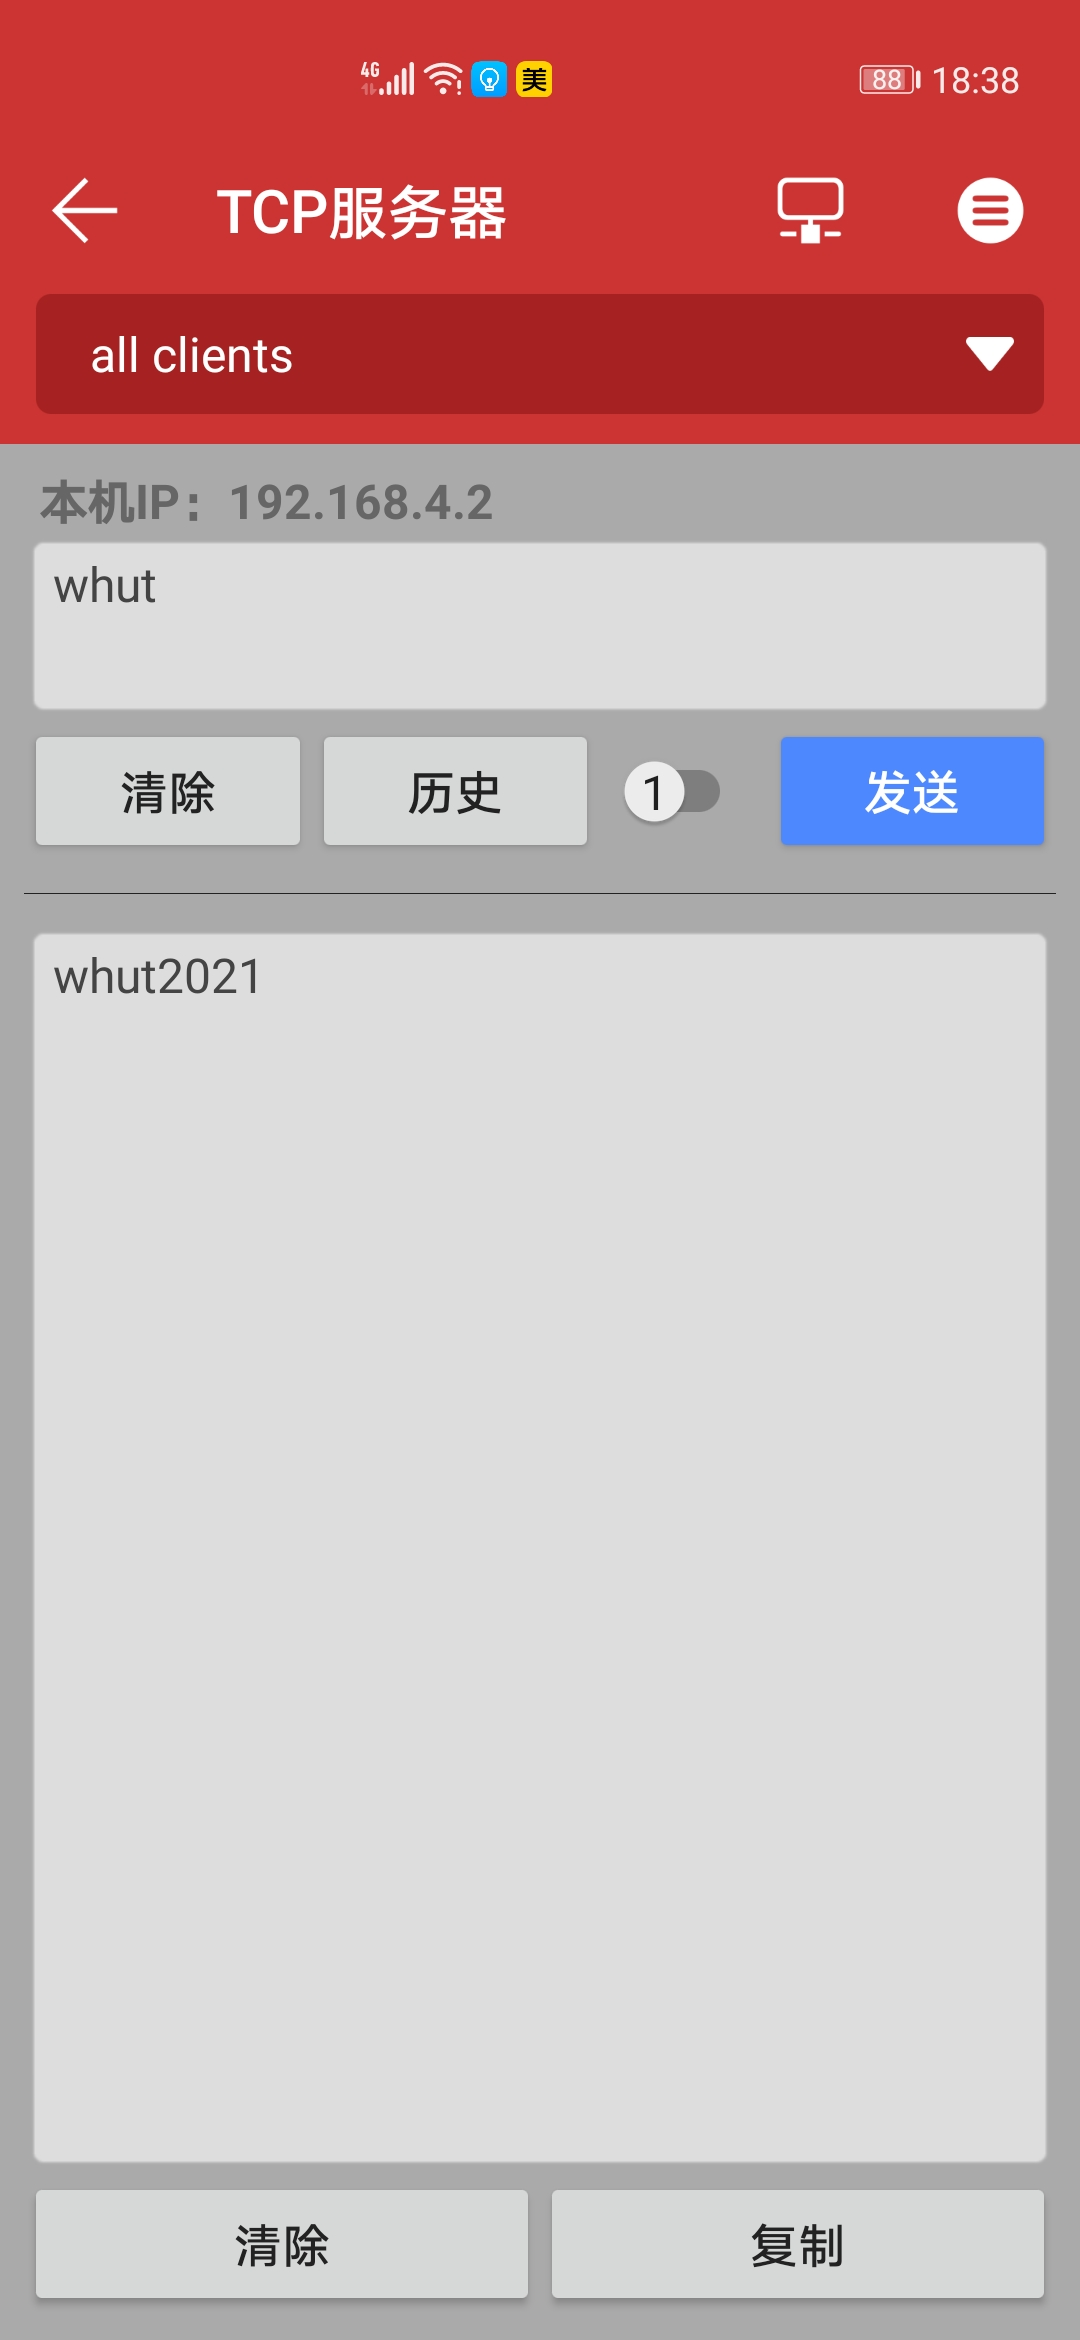 4G 美 88 18:38
TCP服务器
all clients
本机IP：192.168.4.2
whut
清除 历史 1 发送
whut2021
清除 复制